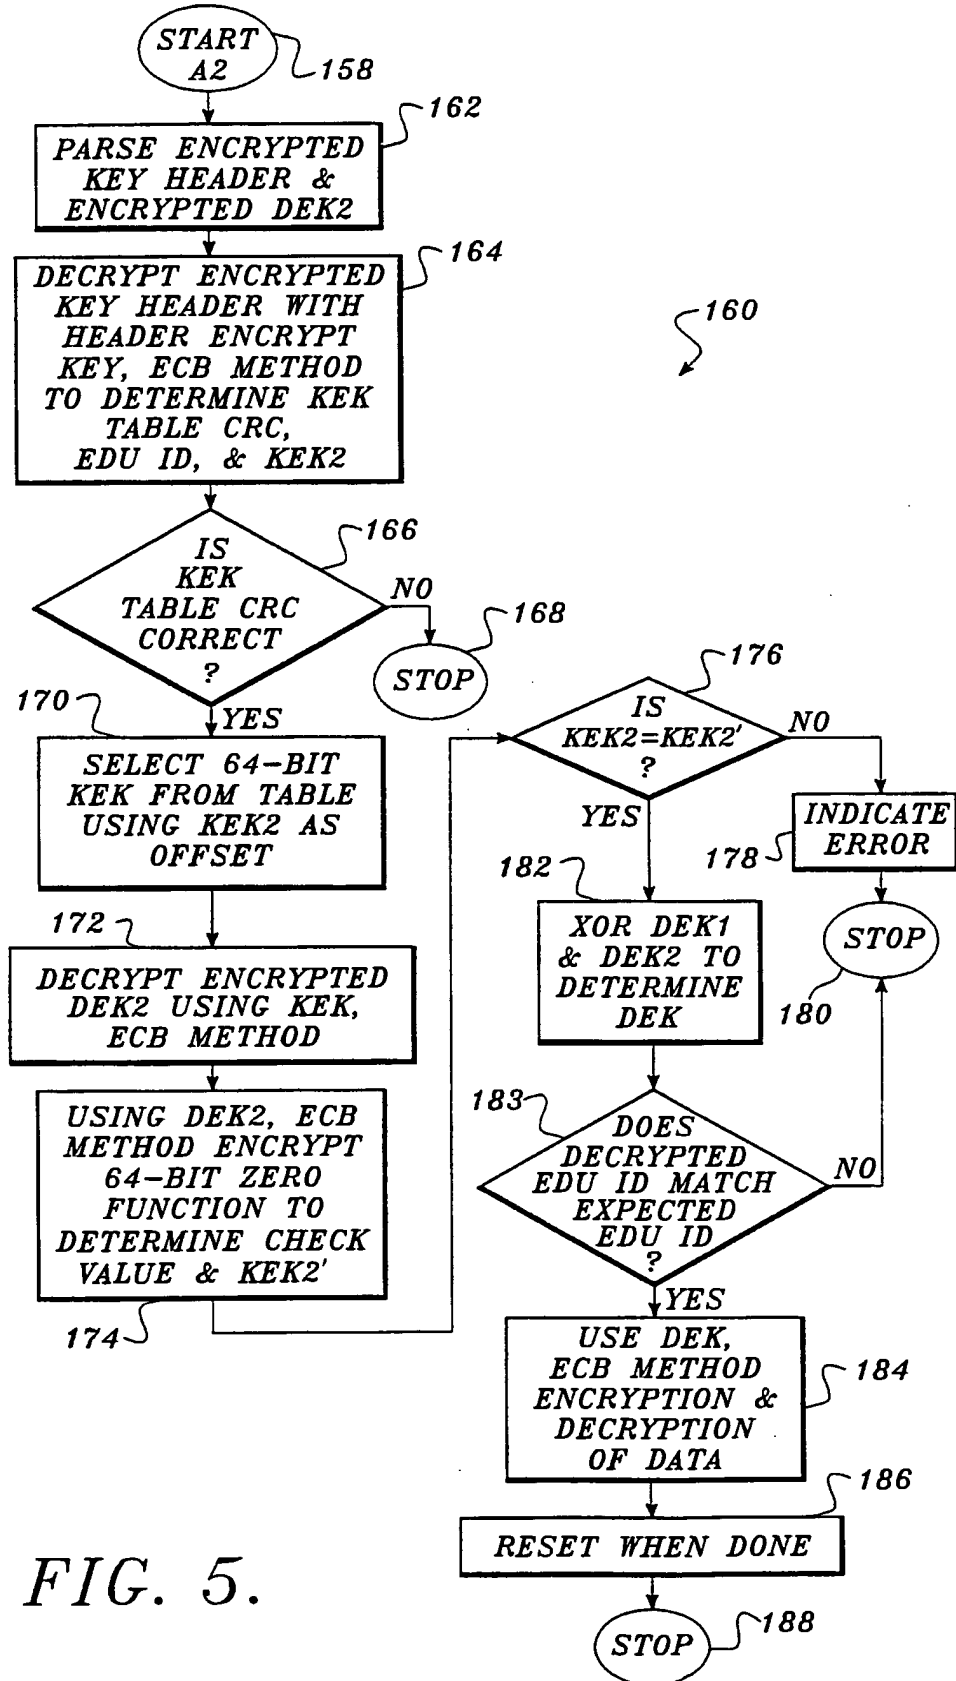 START
A2
158
162
PARSE ENCRYPTED
KEY HEADER &
ENCRYPTED DEK2
164
DECRYPT ENCRYPTED
KEY HEADER WITH
HEADER ENCRYPT
KEY, ECB METHOD
TO DETERMINE KEK
TABLE CRC,
EDU ID, & KEK2
160
166
IS
KEK
TABLE CRC
CORRECT
?
NO
168
STOP
170
YES
SELECT 64-BIT
KEK FROM TABLE
USING KEK2 AS
OFFSET
172
DECRYPT ENCRYPTED
DEK2 USING KEK,
ECB METHOD
USING DEK2, ECB
METHOD ENCRYPT
64-BIT ZERO
FUNCTION TO
DETERMINE CHECK
VALUE & KEK2'
174
176
IS
KEK2=KEK2'
?
NO
YES
INDICATE
ERROR
178
STOP
180
182
XOR DEK1
& DEK2 TO
DETERMINE
DEK
183
DOES
DECRYPTED
EDU ID MATCH
EXPECTED
EDU ID
?
NO
YES
USE DEK,
ECB METHOD
ENCRYPTION &
DECRYPTION
OF DATA
184
186
RESET WHEN DONE
STOP
188
FIG. 5.